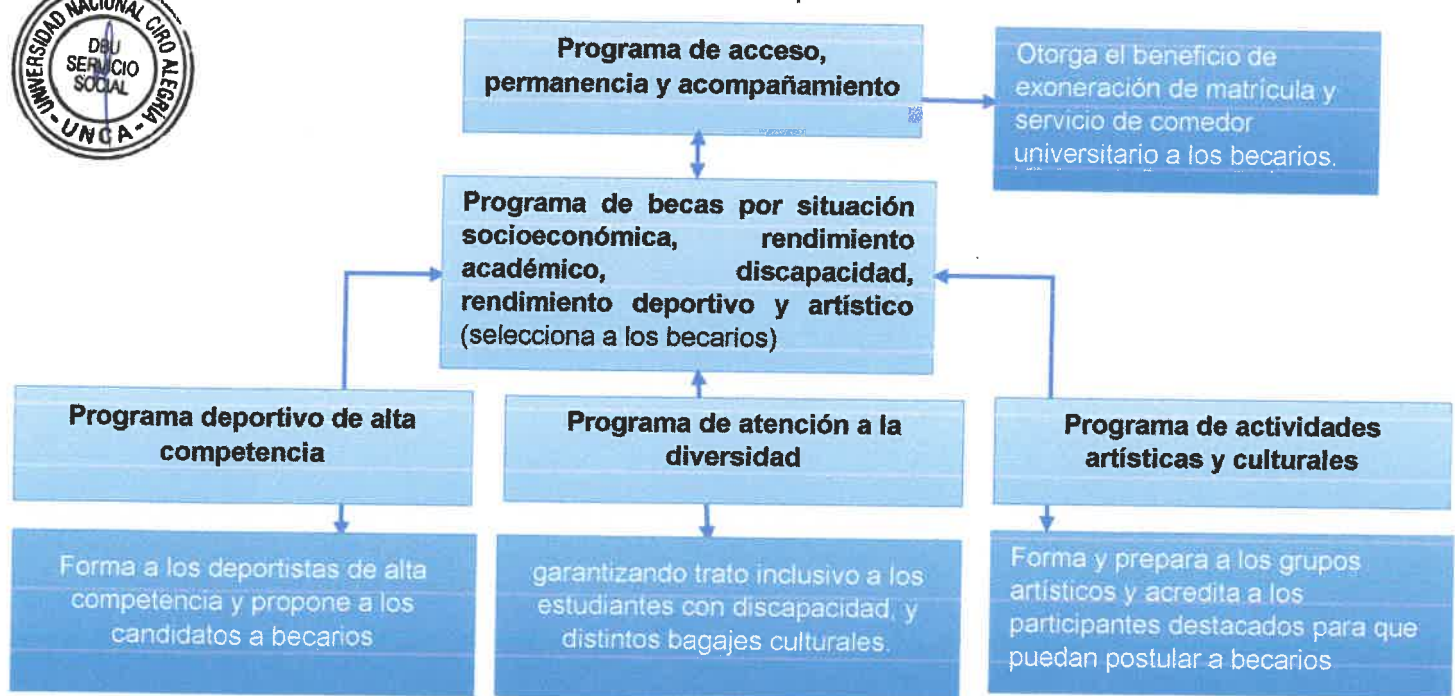 UNIVERSIDAD NACIONAL CIRO ALEGRÍA
DBU
SERVICIO
SOCIAL
- UNCA -
Programa de acceso,
permanencia y acompañamiento
Otorga el beneficio de
exoneración de matrícula y
servicio de comedor
universitario a los becarios.
Programa de becas por situación
socioeconómica, rendimiento
académico, discapacidad,
rendimiento deportivo y artístico
(selecciona a los becarios)
Programa deportivo de alta
competencia
Programa de atención a la
diversidad
Programa de actividades
artísticas y culturales
Forma a los deportistas de alta
competencia y propone a los
candidatos a becarios
garantizando trato inclusivo a los
estudiantes con discapacidad, y
distintos bagajes culturales.
Forma y prepara a los grupos
artísticos y acredita a los
participantes destacados para que
puedan postular a becarios